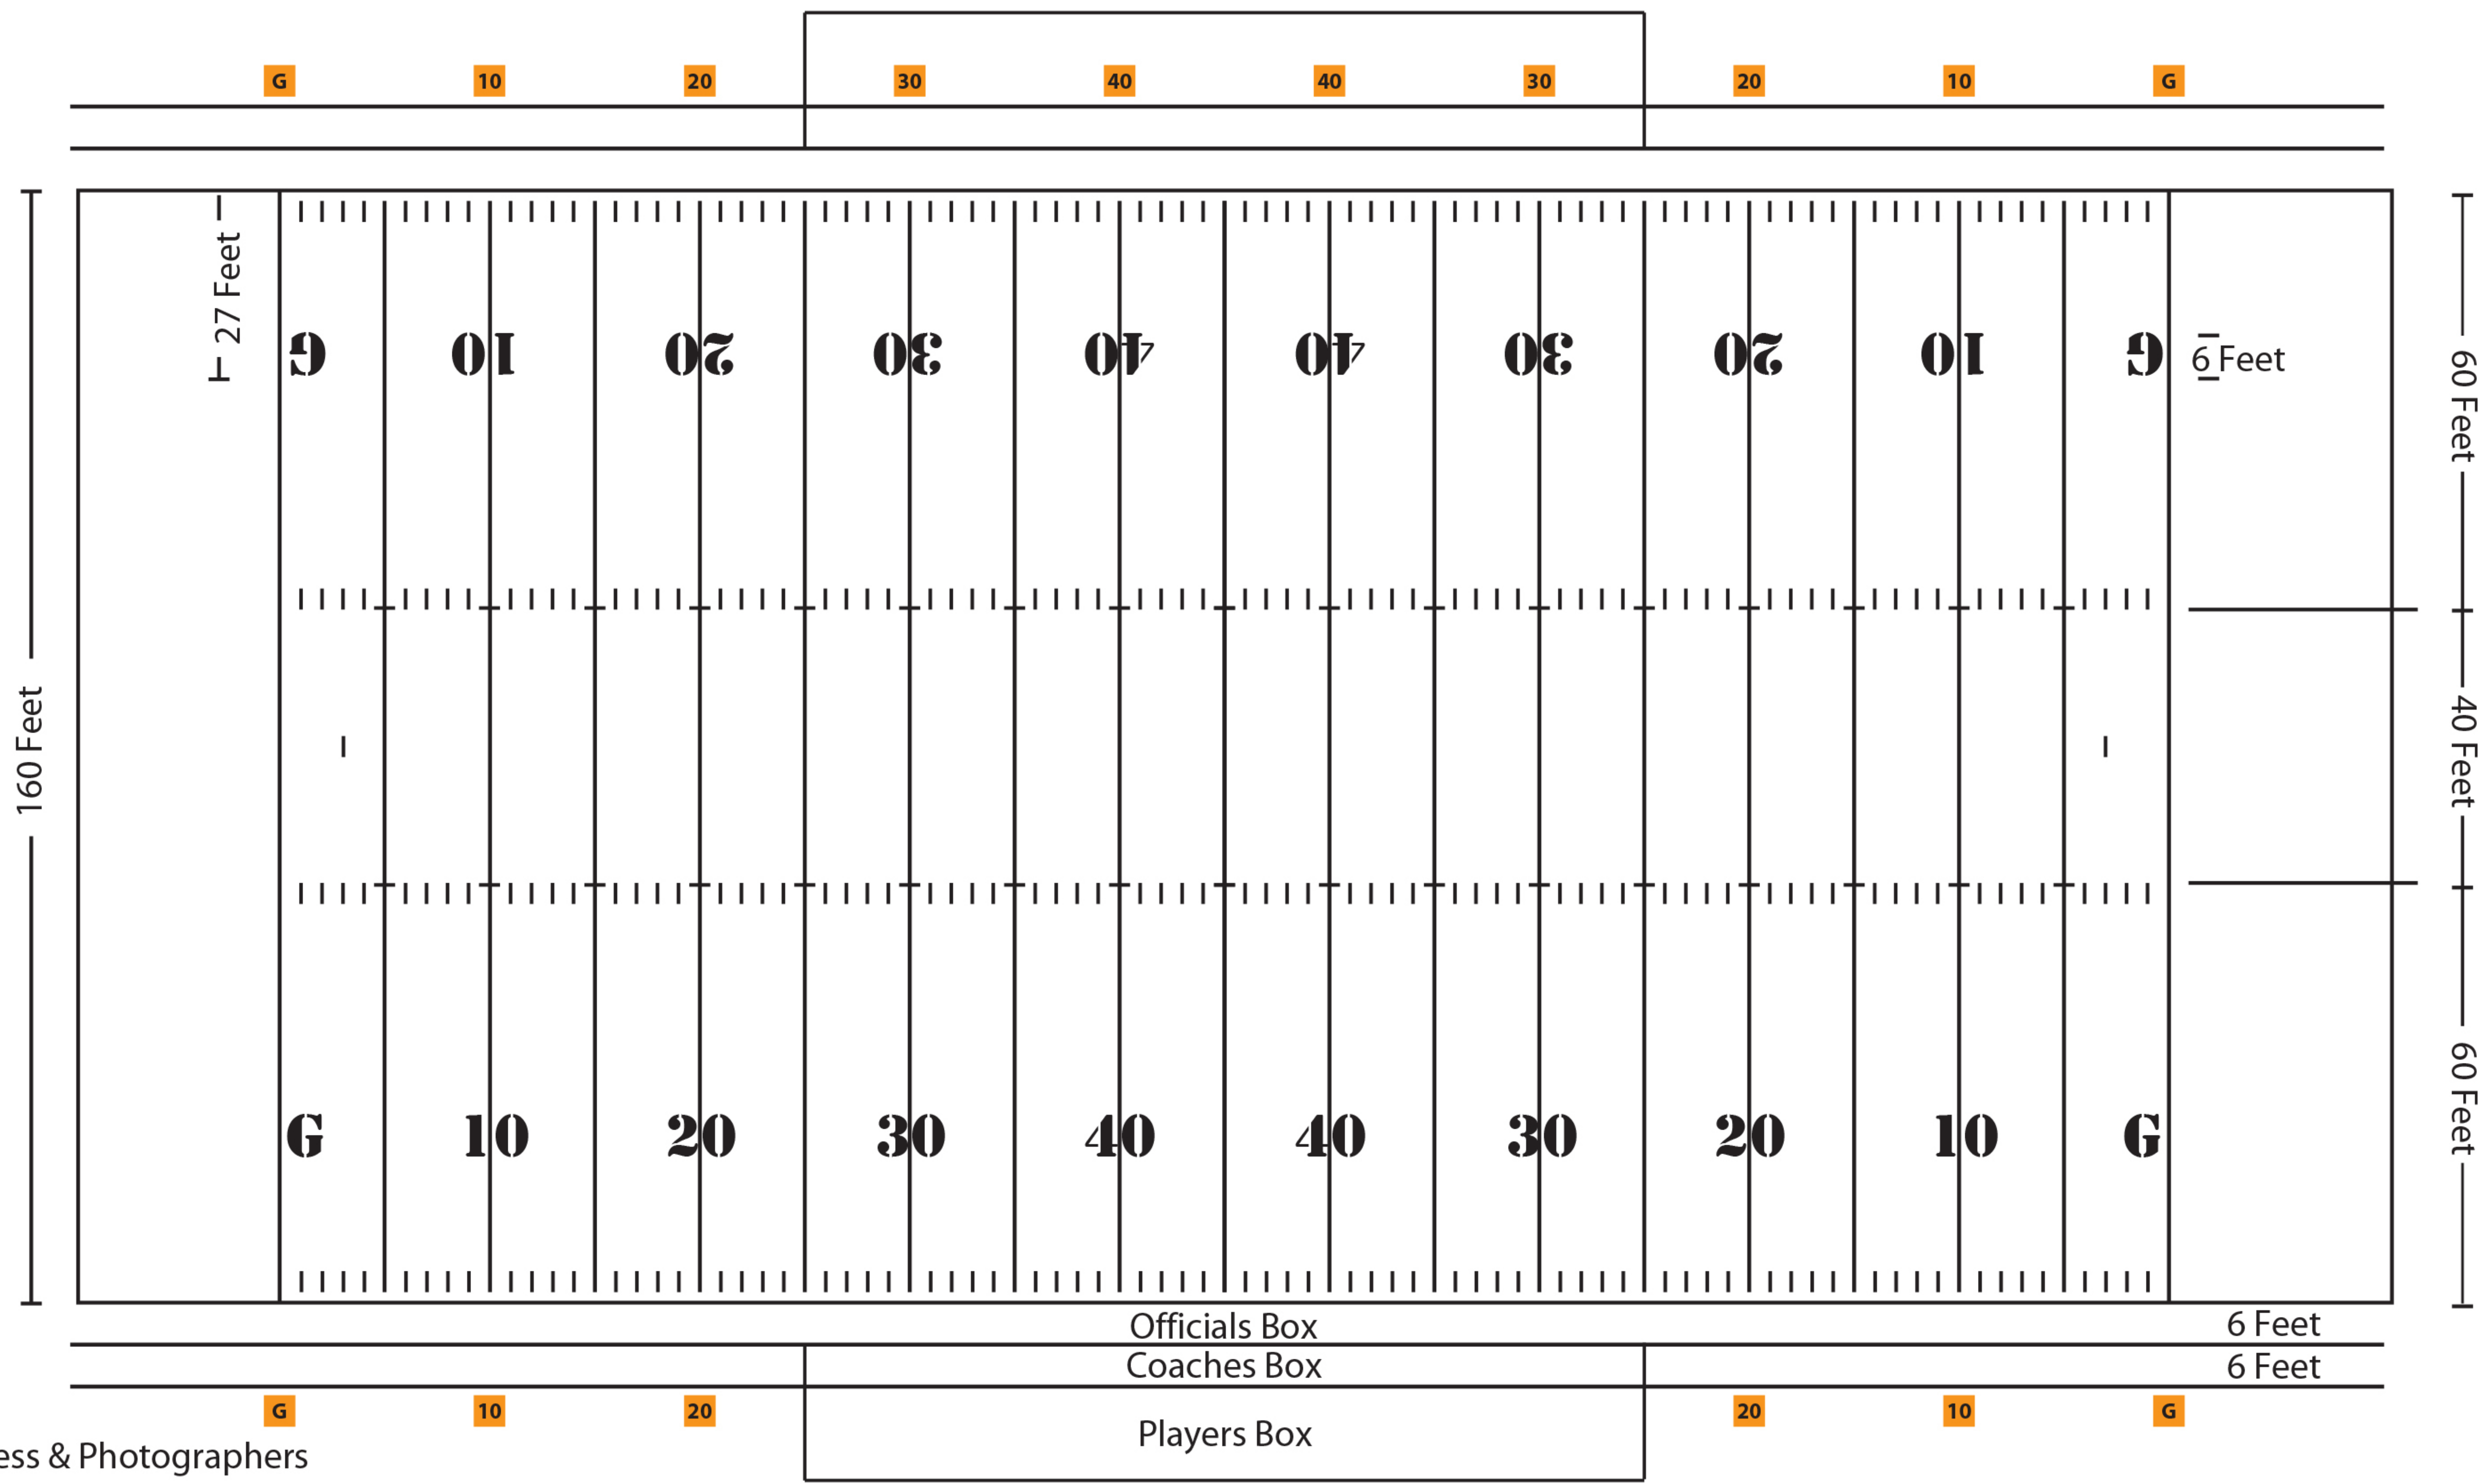 G 10 20 30 40 40 30 20 10 G
27 Feet
G 10 20 30 40 40 30 20 10 G
6 Feet
60 Feet
160 Feet
40 Feet
G 10 20 30 40 40 30 20 10 G
60 Feet
Officials Box 6 Feet
Coaches Box 6 Feet
G 10 20 20 10 G
Players Box
ess & Photographers